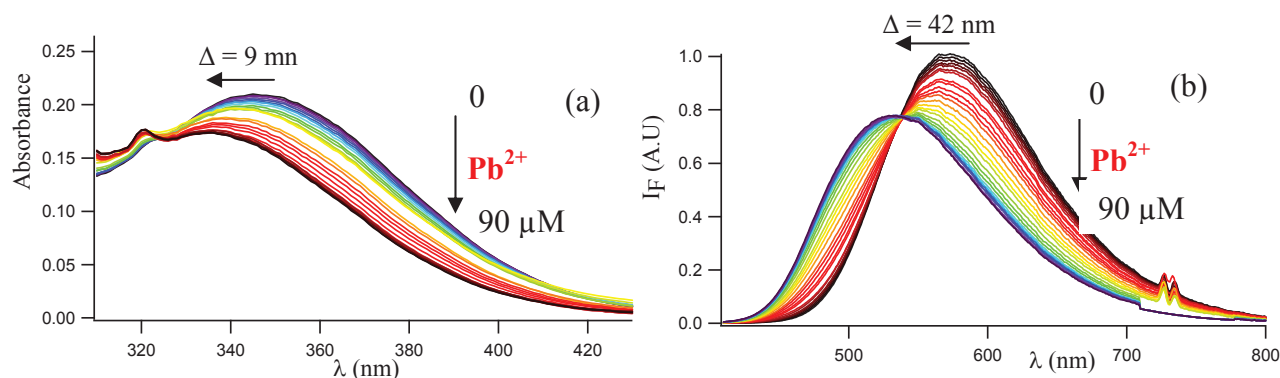 Δ = 9 mn
0.25
0.20
0.15
0.10
0.05
0.00
Absorbance
0
(a)
Pb²⁺
90 μM
320
340
360
380
400
420
λ (nm)
Δ = 42 nm
1.0
0.8
0.6
0.4
0.2
0.0
I_F (A.U)
0
(b)
Pb²⁺
90 μM
500
600
700
800
λ (nm)